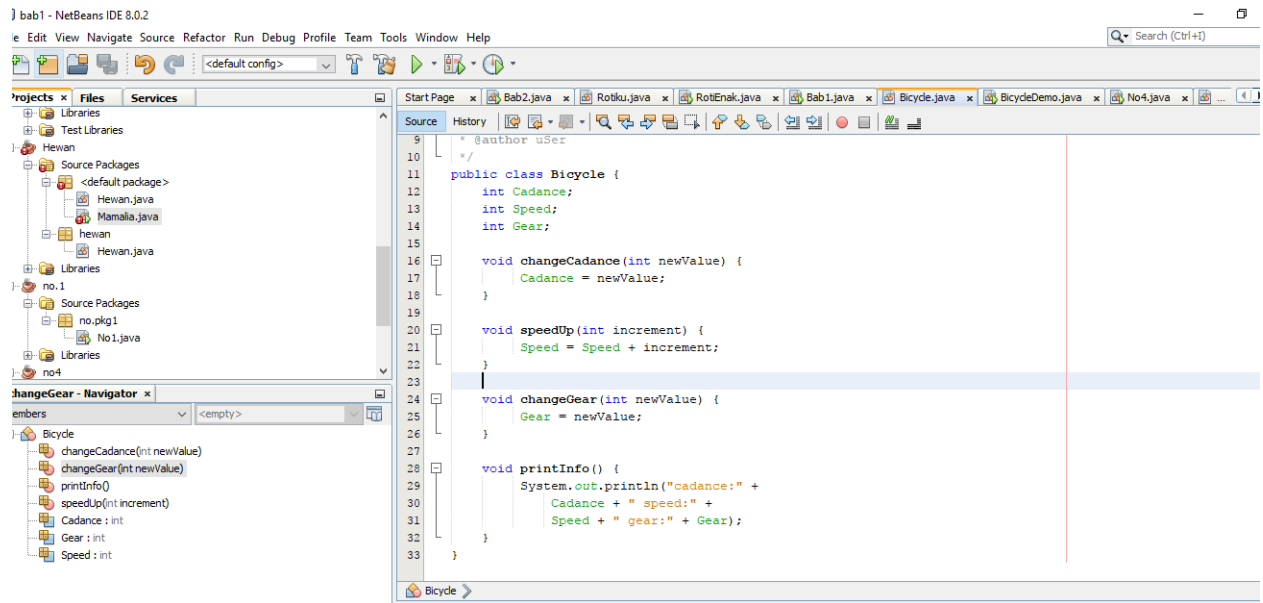 bab1 - NetBeans IDE 8.0.2
Edit View Navigate Source Refactor Run Debug Profile Team Tools Window Help
Search (Ctrl+I)
<default config>
Projects Files Services
Start Page Bab2.java Rotiku.java RotiEnak.java Bab1.java Bicycle.java BicycleDemo.java No4.java ...
Source History
Libraries
Test Libraries
Hewan
Source Packages
<default package>
Hewan.java
Mamalia.java
hewan
Hewan.java
Libraries
no.1
Source Packages
no.pkg1
No1.java
Libraries
no4
changeGear - Navigator
embers
<empty>
Bicycle
changeCadance(int newValue)
changeGear(int newValue)
printInfo()
speedUp(int increment)
Cadance : int
Gear : int
Speed : int
9 * @author uSer
10 */
11 public class Bicycle {
12 int Cadance;
13 int Speed;
14 int Gear;
15
16 void changeCadance(int newValue) {
17 Cadance = newValue;
18 }
19
20 void speedUp(int increment) {
21 Speed = Speed + increment;
22 }
23
24 void changeGear(int newValue) {
25 Gear = newValue;
26 }
27
28 void printInfo() {
29 System.out.println("cadance:" +
30 Cadance + " speed:" +
31 Speed + " gear:" + Gear);
32 }
33 }
Bicycle